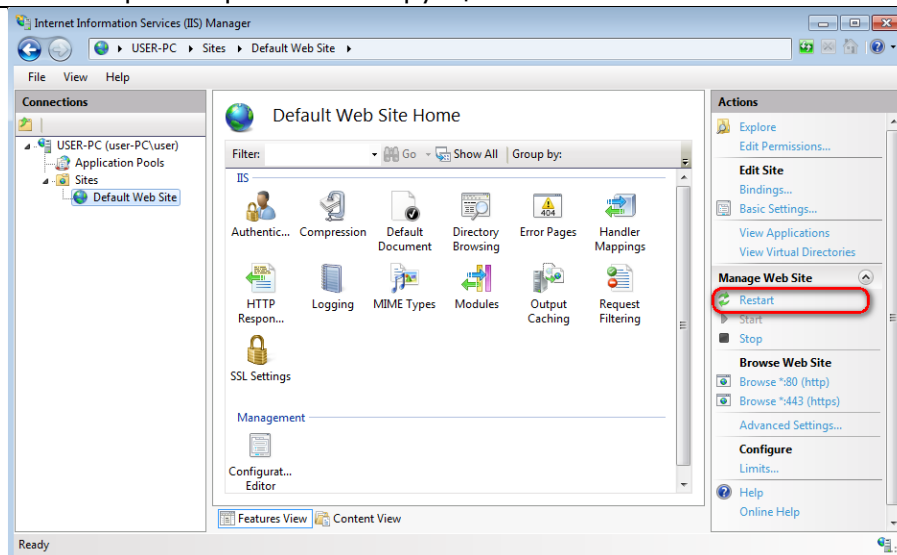 Internet Information Services (IIS) Manager
USER-PC Sites Default Web Site
File View Help
Connections
USER-PC (user-PC\user)
Application Pools
Sites
Default Web Site
Default Web Site Home
Filter: Go Show All Group by:
IIS
Authentic... Compression Default Document Directory Browsing Error Pages Handler Mappings
404
HTTP Respon... Logging MIME Types Modules Output Caching Request Filtering
SSL Settings
Management
Configurat... Editor
Features View Content View
Actions
Explore
Edit Permissions...
Edit Site
Bindings...
Basic Settings...
View Applications
View Virtual Directories
Manage Web Site
Restart
Start
Stop
Browse Web Site
Browse *:80 (http)
Browse *:443 (https)
Advanced Settings...
Configure
Limits...
Help
Online Help
Ready